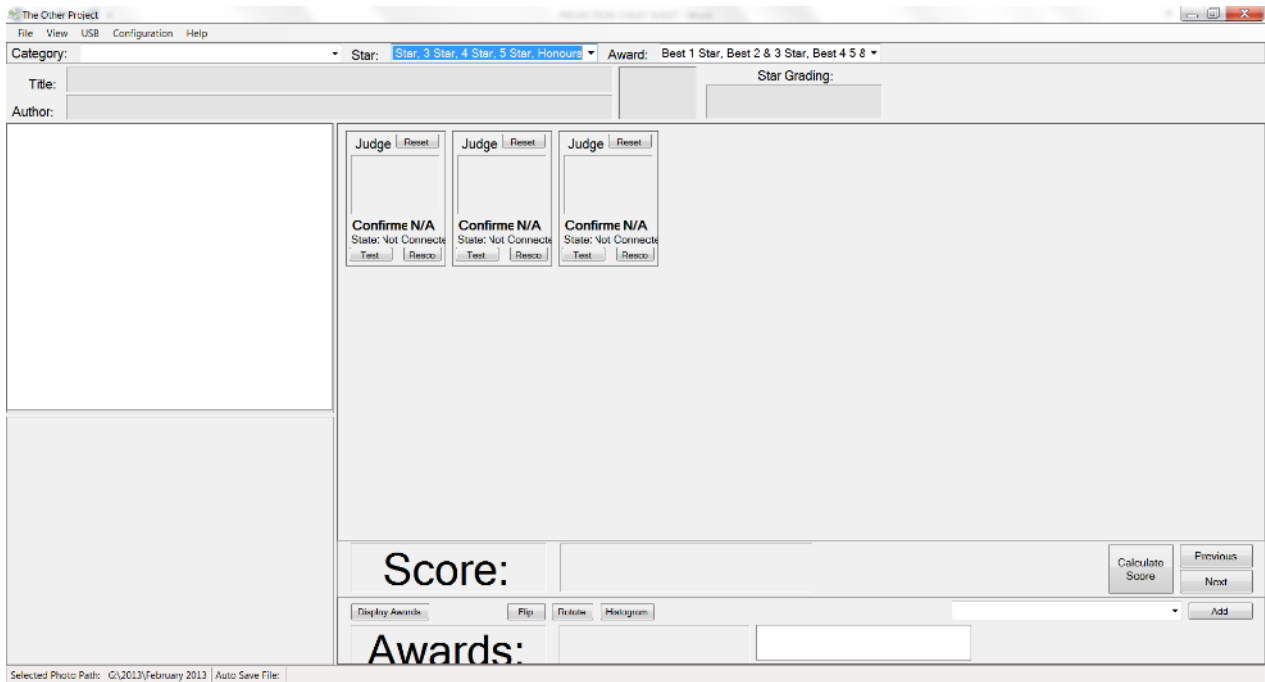 The Other Project
File View USB Configuration Help
Category: Star: Star, 3 Star, 4 Star, 5 Star, Honours Award: Best 1 Star, Best 2 & 3 Star, Best 4 5 &
Title: Star Grading:
Author:
Judge Reset Judge Reset Judge Reset
Confirme N/A Confirme N/A Confirme N/A
State: Not Connecte State: Not Connecte State: Not Connecte
Test Resco Test Resco Test Resco
Score: Calculate Score Previous
Next
Display Awards Flip Rotate Histogram Add
Awards:
Selected Photo Path: G:\2013\February 2013 Auto Save File: